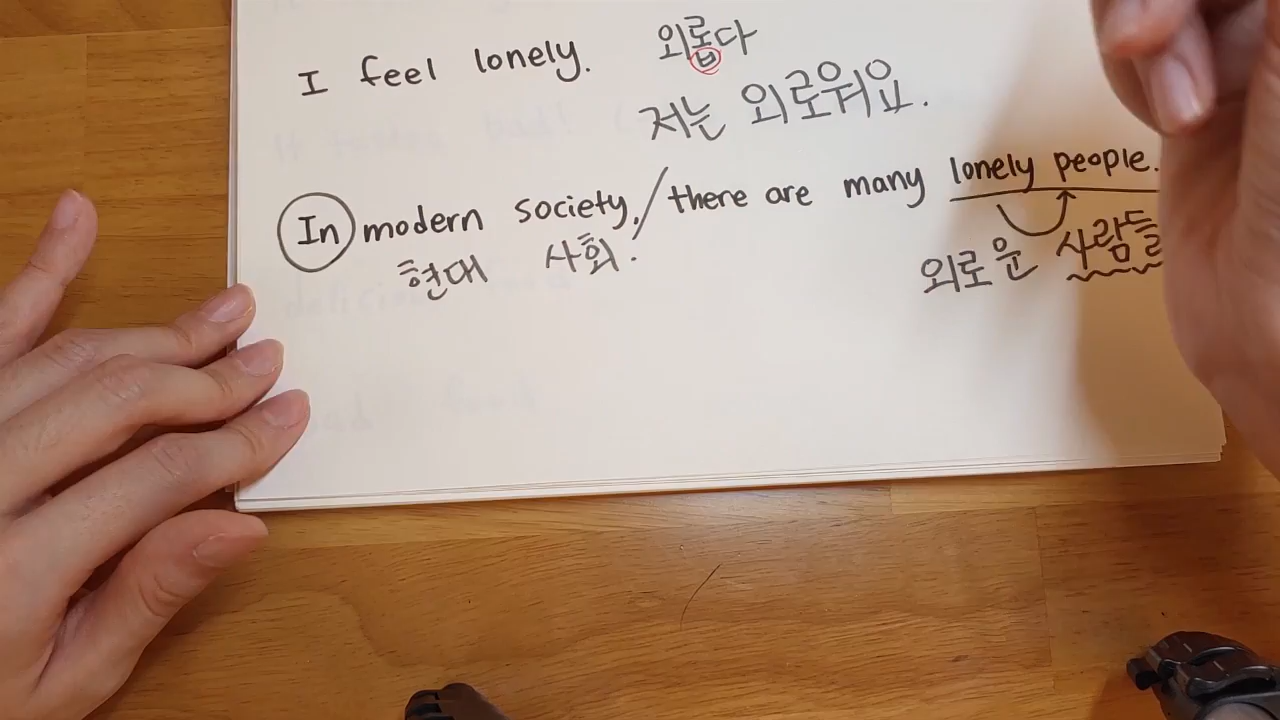 I feel lonely. 외롭다
저는 외로워요.
In modern society, / there are many lonely people.
현대 사회. 외로운 사람들